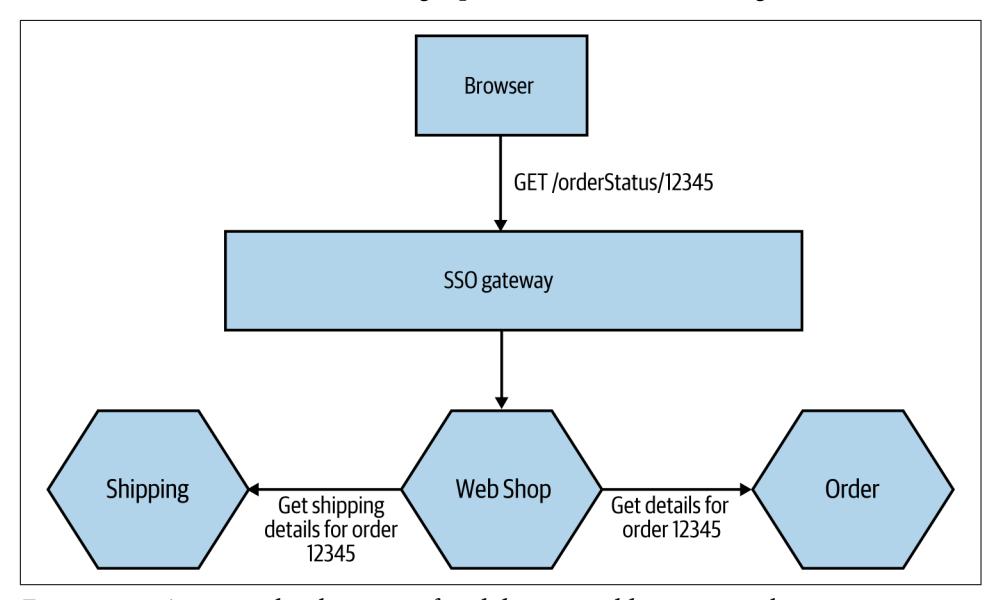 Browser
GET /orderStatus/12345
SSO gateway
Shipping
Get shipping
details for order
12345
Web Shop
Get details for
order 12345
Order